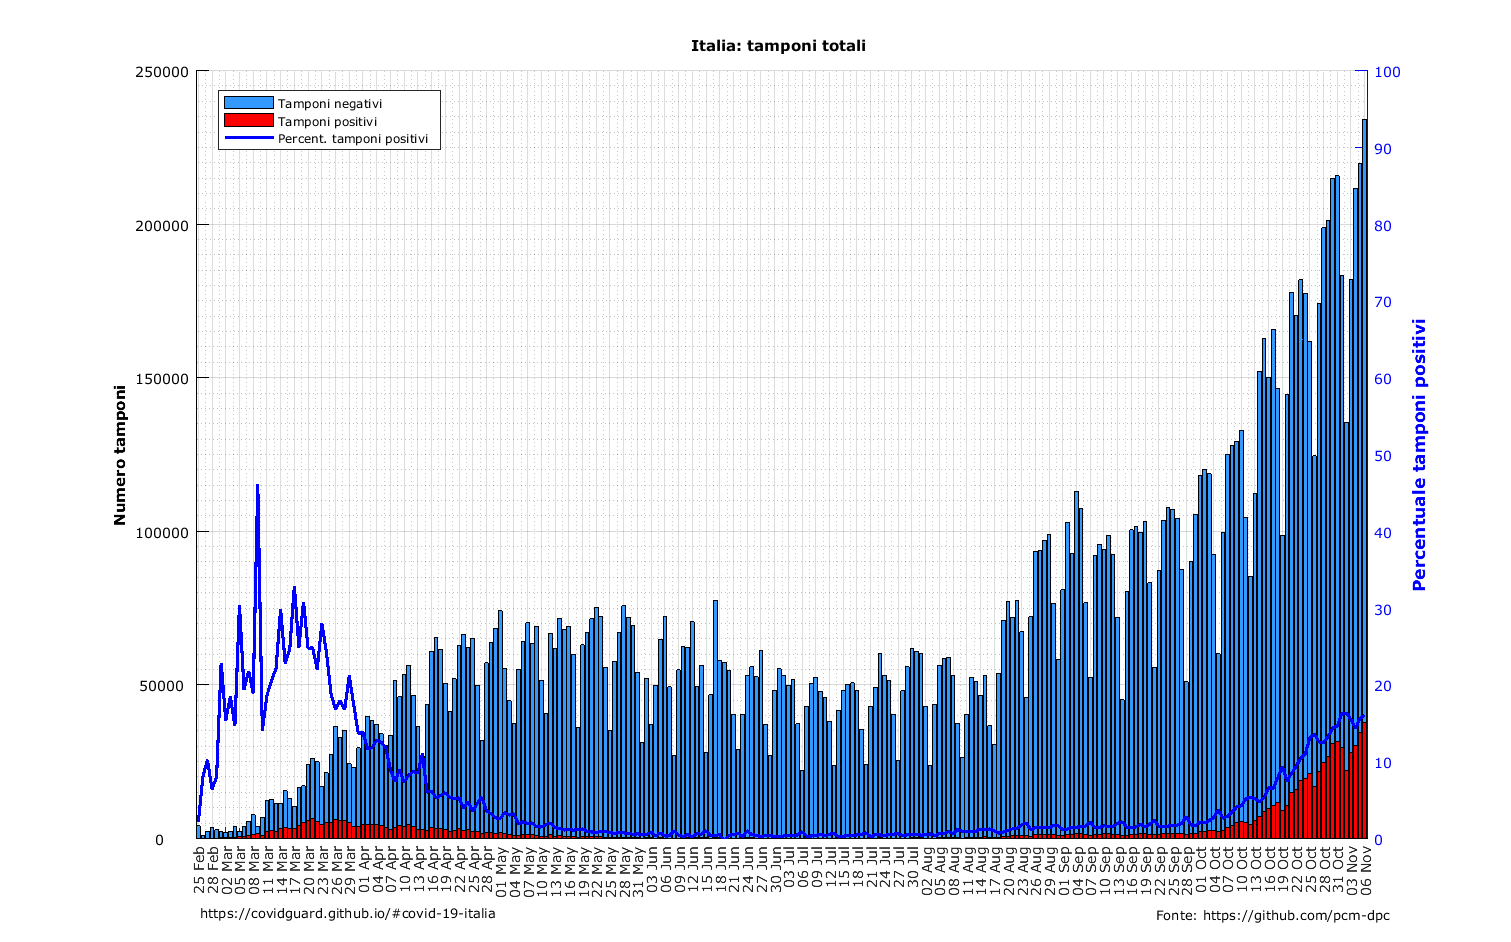 Italia: tamponi totali
250000
200000
150000
100000
50000
0
Numero tamponi
Tamponi negativi
Tamponi positivi
Percent. tamponi positivi
100
90
80
70
60
50
40
30
20
10
0
Percentuale tamponi positivi
25 Feb
28 Feb
02 Mar
05 Mar
08 Mar
11 Mar
14 Mar
17 Mar
20 Mar
23 Mar
26 Mar
29 Mar
01 Apr
04 Apr
07 Apr
10 Apr
13 Apr
16 Apr
19 Apr
22 Apr
25 Apr
28 Apr
01 May
04 May
07 May
10 May
13 May
16 May
19 May
22 May
25 May
28 May
31 May
03 Jun
06 Jun
09 Jun
12 Jun
15 Jun
18 Jun
21 Jun
24 Jun
27 Jun
30 Jun
03 Jul
06 Jul
09 Jul
12 Jul
15 Jul
18 Jul
21 Jul
24 Jul
27 Jul
30 Jul
02 Aug
05 Aug
08 Aug
11 Aug
14 Aug
17 Aug
20 Aug
23 Aug
26 Aug
29 Aug
01 Sep
04 Sep
07 Sep
10 Sep
13 Sep
16 Sep
19 Sep
22 Sep
25 Sep
28 Sep
01 Oct
04 Oct
07 Oct
10 Oct
13 Oct
16 Oct
19 Oct
22 Oct
25 Oct
28 Oct
31 Oct
03 Nov
06 Nov
https://covidguard.github.io/#covid-19-italia
Fonte: https://github.com/pcm-dpc